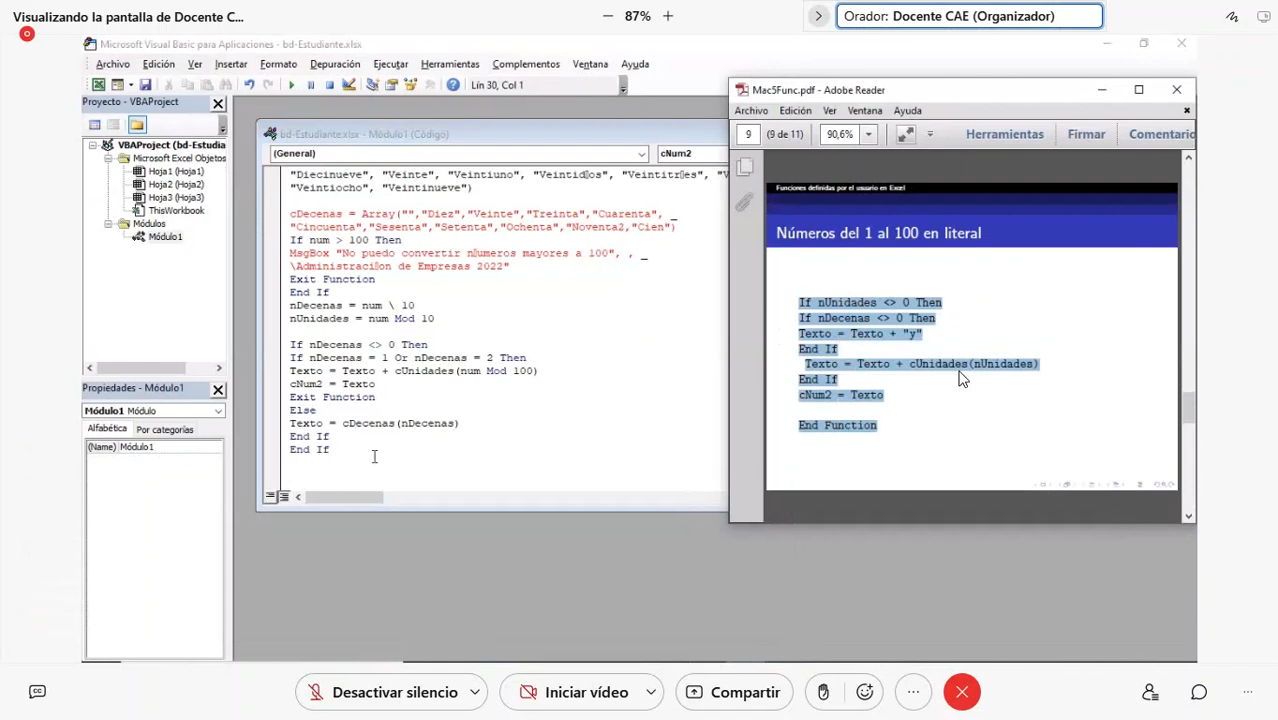 Visualizando la pantalla de Docente C...
87%
Orador: Docente CAE (Organizador)
Microsoft Visual Basic para Aplicaciones - bd-Estudiante.xlsx
Archivo Edición Ver Insertar Formato Depuración Ejecutar Herramientas Complementos Ventana Ayuda
Lín 30, Col 1
Proyecto - VBAProject
VBAProject (bd-Estudia
Microsoft Excel Objetos
Hoja1 (Hoja1)
Hoja2 (Hoja2)
Hoja3 (Hoja3)
ThisWorkbook
Módulos
Módulo1
Propiedades - Módulo1
Módulo1 Módulo
Alfabética Por categorías
(Name) Módulo1
bd-Estudiante.xlsx - Módulo1 (Código)
(General) cNum2
"Diecinueve", "Veinte", "Veintiuno", "Veintid▯os", "Veintitr▯es", "V
"Veintiocho", "Veintinueve")
cDecenas = Array("","Diez","Veinte","Treinta","Cuarenta", _
"Cincuenta","Sesenta","Setenta","Ochenta","Noventa2,"Cien")
If num > 100 Then
MsgBox "No puedo convertir n▯umeros mayores a 100", , _
\Administraci▯on de Empresas 2022"
Exit Function
End If
nDecenas = num \ 10
nUnidades = num Mod 10
If nDecenas <> 0 Then
If nDecenas = 1 Or nDecenas = 2 Then
Texto = Texto + cUnidades(num Mod 100)
cNum2 = Texto
Exit Function
Else
Texto = cDecenas(nDecenas)
End If
End If
Mac5Func.pdf - Adobe Reader
Archivo Edición Ver Ventana Ayuda
9 (9 de 11) 90,6% Herramientas Firmar Comentario
Funciones definidas por el usuario en Excel
Números del 1 al 100 en literal
If nUnidades <> 0 Then
If nDecenas <> 0 Then
Texto = Texto + "y"
End If
Texto = Texto + cUnidades(nUnidades)
End If
cNum2 = Texto
End Function
Desactivar silencio
Iniciar vídeo
Compartir